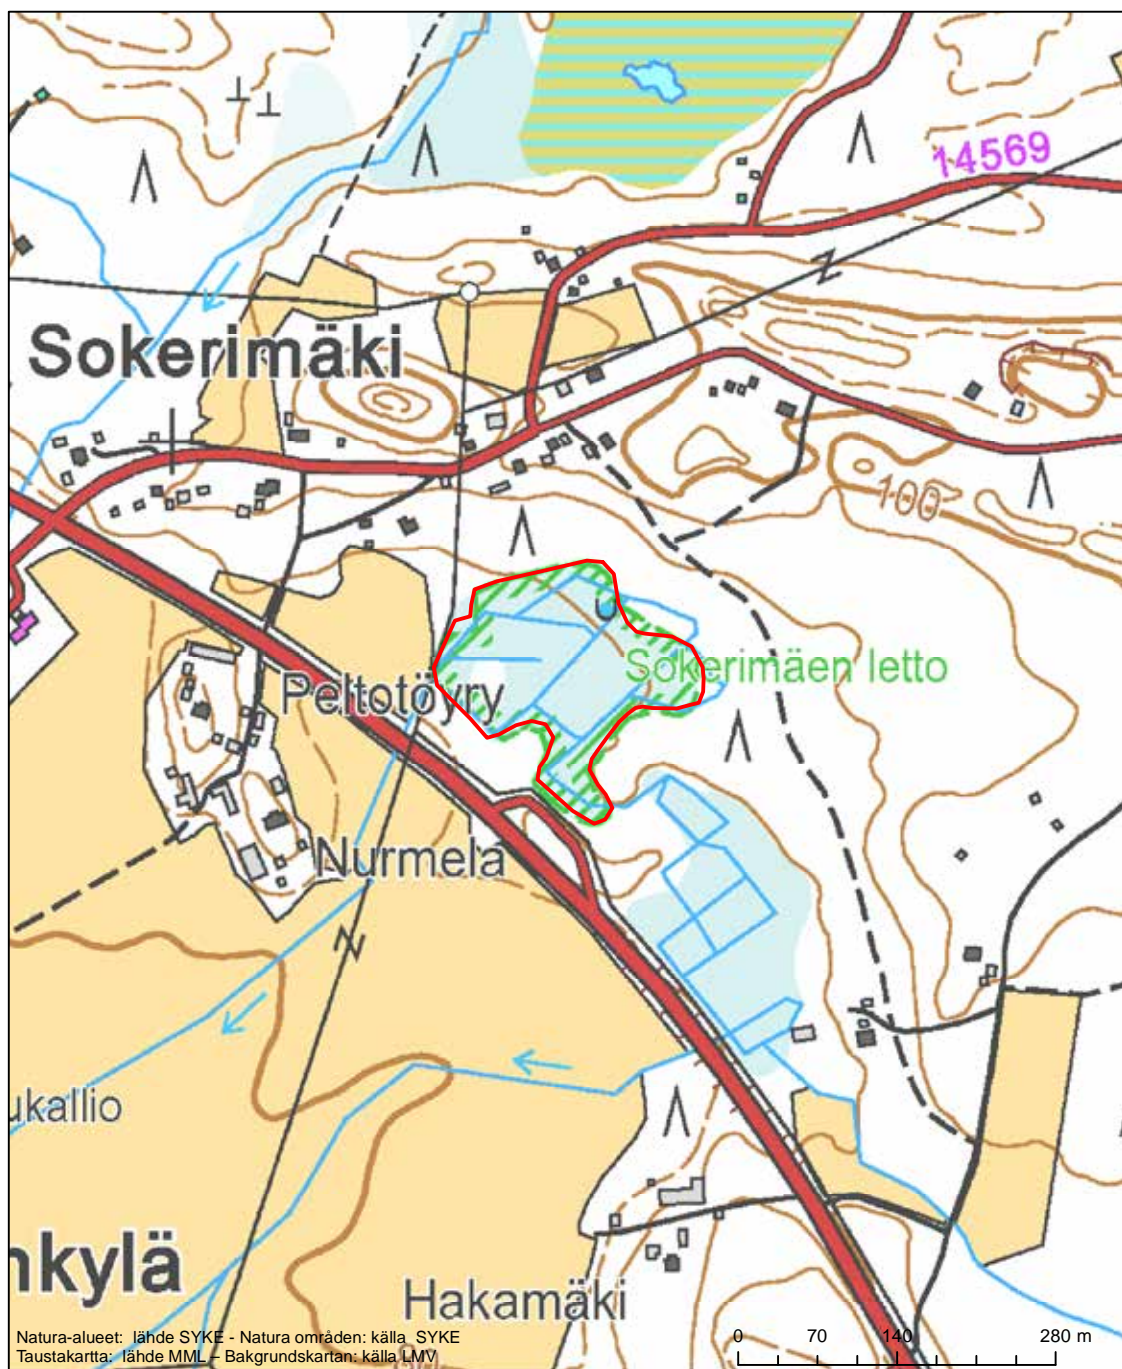 14569
Sokerimäki
100
Sokerimäen letto
Peltotöyry
Nurmela
ukallio
nkylä
Hakamäki
Natura-alueet: lähde SYKE - Natura områden: källa SYKE
Taustakartta: lähde MML – Bakgrundskartan: källa LMV
0 70 140 280 m